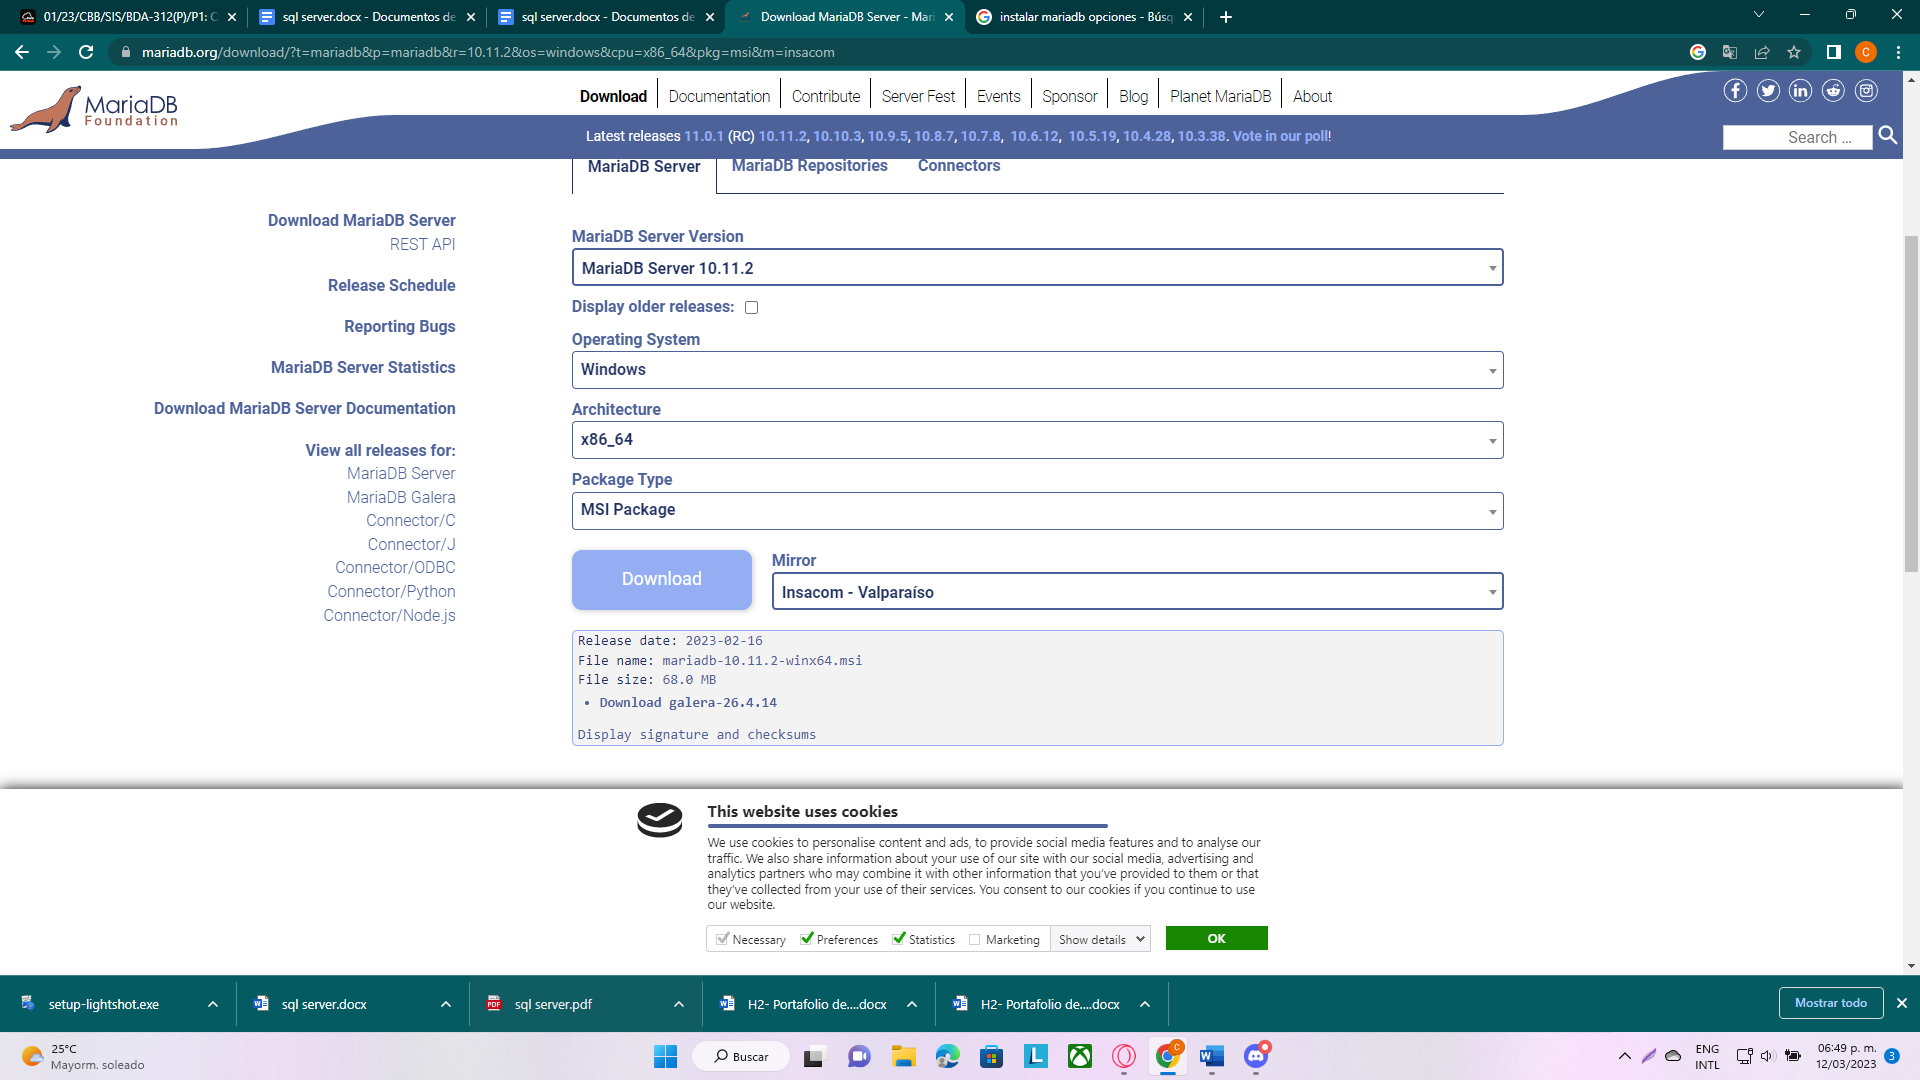 01/23/CBB/SIS/BDA-312(P)/P1: C
sql server.docx - Documentos de
sql server.docx - Documentos de
Download MariaDB Server - Mari
instalar mariadb opciones - Búsq
mariadb.org/download/?t=mariadb&p=mariadb&r=10.11.2&os=windows&cpu=x86_64&pkg=msi&m=insacom
C
MariaDB
Foundation
Download
Documentation
Contribute
Server Fest
Events
Sponsor
Blog
Planet MariaDB
About
Latest releases 11.0.1 (RC) 10.11.2, 10.10.3, 10.9.5, 10.8.7, 10.7.8, 10.6.12, 10.5.19, 10.4.28, 10.3.38. Vote in our poll!
Search …
MariaDB Server
MariaDB Repositories
Connectors
Download MariaDB Server
REST API
Release Schedule
Reporting Bugs
MariaDB Server Statistics
Download MariaDB Server Documentation
View all releases for:
MariaDB Server
MariaDB Galera
Connector/C
Connector/J
Connector/ODBC
Connector/Python
Connector/Node.js
MariaDB Server Version
MariaDB Server 10.11.2
Display older releases:
Operating System
Windows
Architecture
x86_64
Package Type
MSI Package
Download
Mirror
Insacom - Valparaíso
Release date: 2023-02-16
File name: mariadb-10.11.2-winx64.msi
File size: 68.0 MB
• Download galera-26.4.14
Display signature and checksums
This website uses cookies
We use cookies to personalise content and ads, to provide social media features and to analyse our
traffic. We also share information about your use of our site with our social media, advertising and
analytics partners who may combine it with other information that you've provided to them or that
they've collected from your use of their services. You consent to our cookies if you continue to use
our website.
Necessary
Preferences
Statistics
Marketing
Show details
OK
setup-lightshot.exe
sql server.docx
PDF
sql server.pdf
H2- Portafolio de....docx
H2- Portafolio de....docx
Mostrar todo
25°C
Mayorm. soleado
Buscar
ENG
INTL
06:49 p. m.
12/03/2023
3